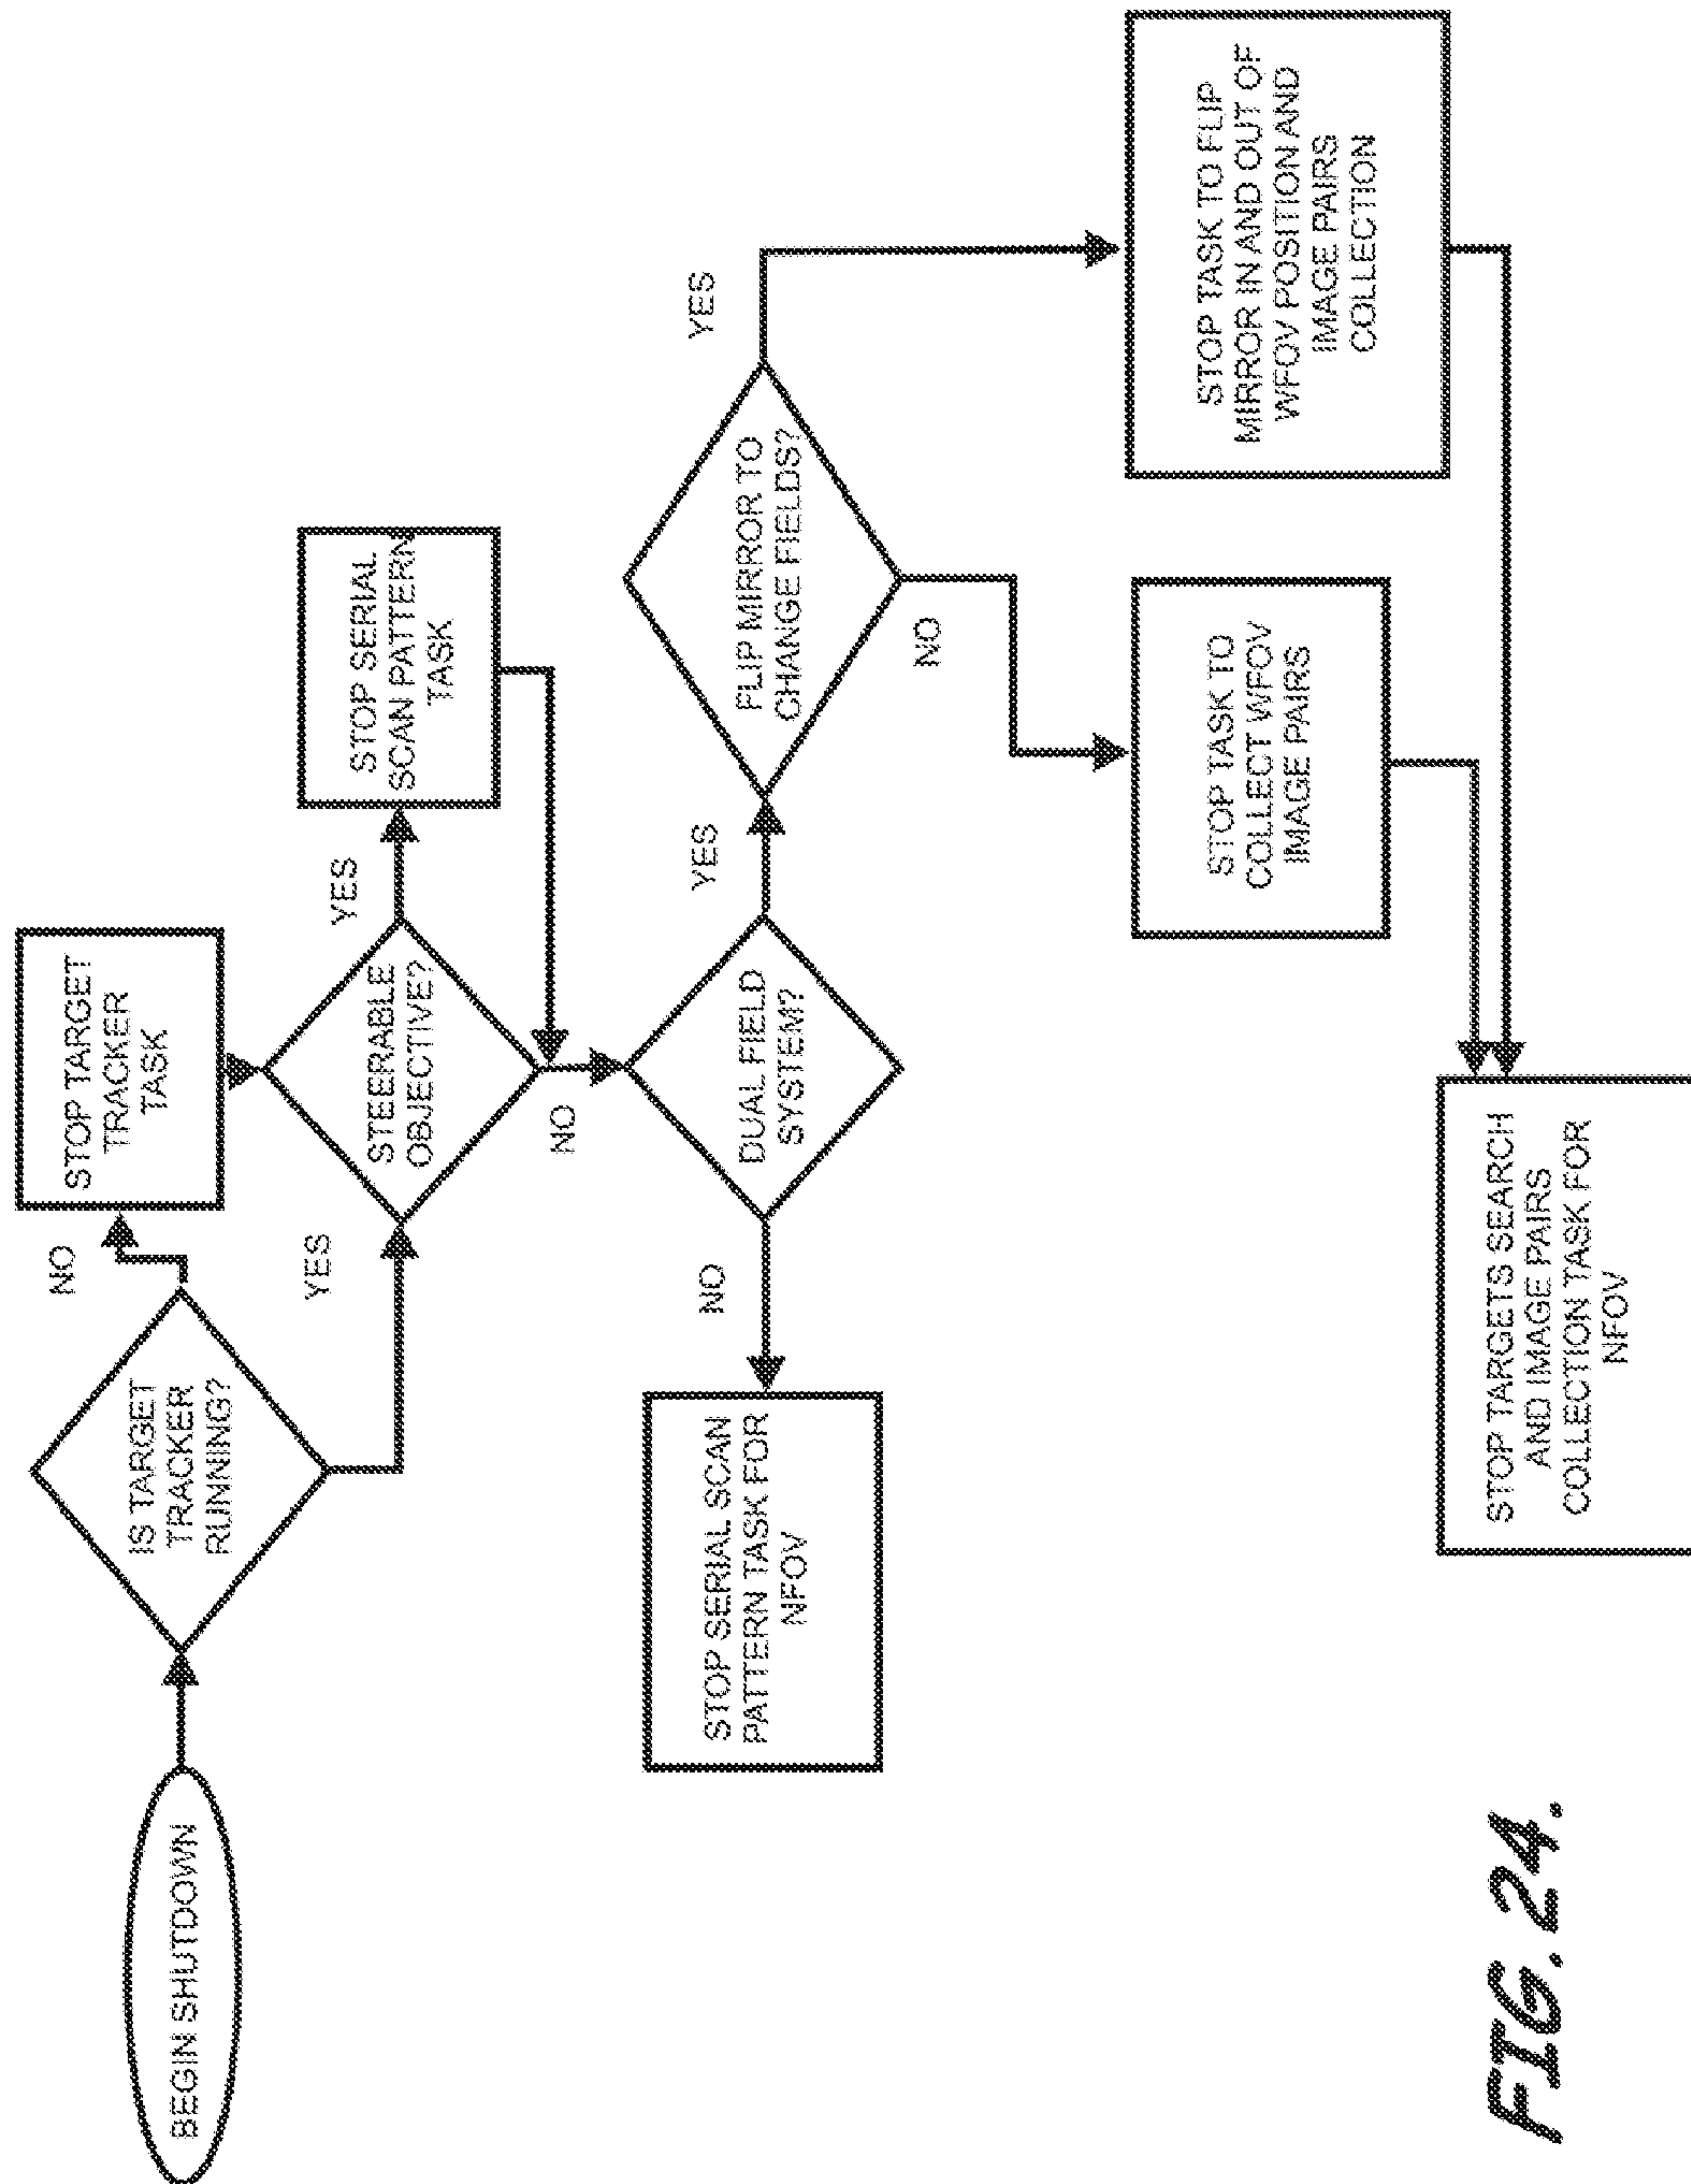 BEGIN SHUTDOWN
IS TARGET
TRACKER
RUNNING?
NO
YES
STOP TARGET
TRACKER
TASK
STEERABLE
OBJECTIVE?
YES
NO
STOP SERIAL
SCAN PATTERN
TASK
DUAL FIELD
SYSTEM?
NO
YES
STOP SERIAL SCAN
PATTERN TASK FOR
NFOV
FLIP MIRROR TO
CHANGE FIELDS?
YES
NO
STOP TASK TO
COLLECT WFOV
IMAGE PAIRS
STOP TASK TO FLIP
MIRROR IN AND OUT OF
WFOV POSITION AND
IMAGE PAIRS
COLLECTION
STOP TARGETS SEARCH
AND IMAGE PAIRS
COLLECTION TASK FOR
NFOV
FIG. 24.